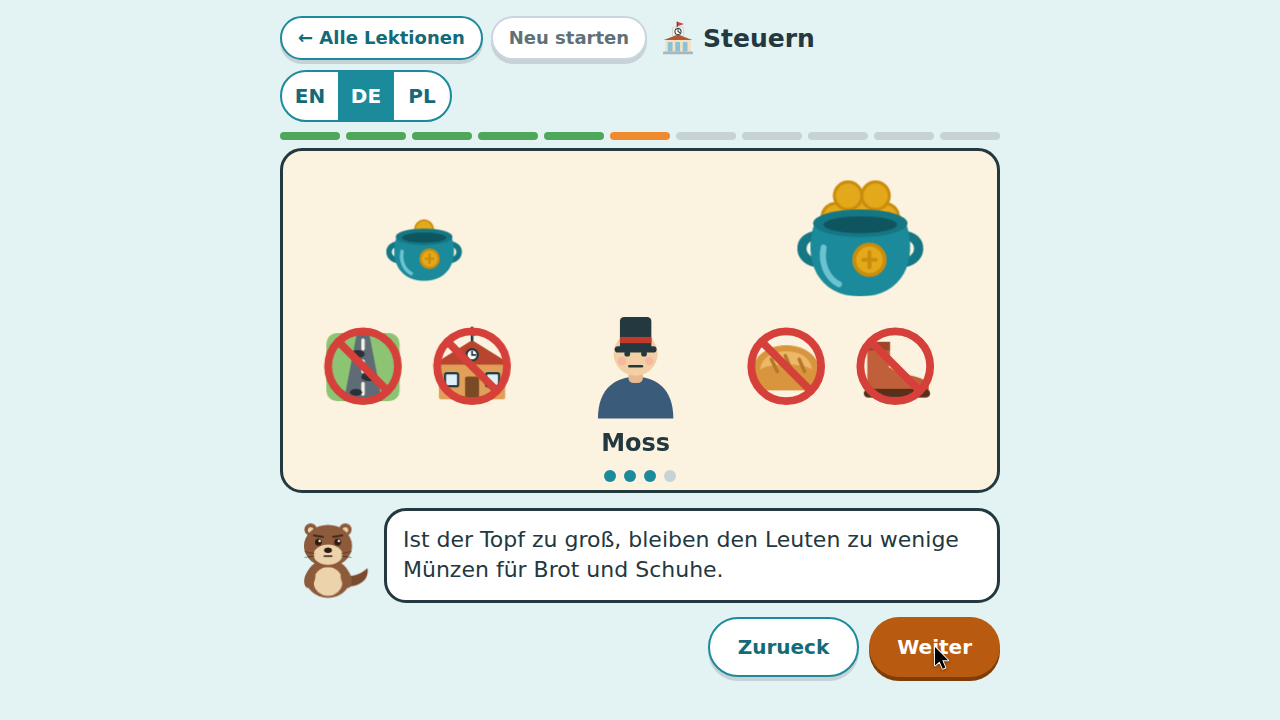 ← Alle Lektionen
Neu starten
Steuern
EN DE PL
Moss
Ist der Topf zu groß, bleiben den Leuten zu wenige
Münzen für Brot und Schuhe.
Zurueck
Weiter